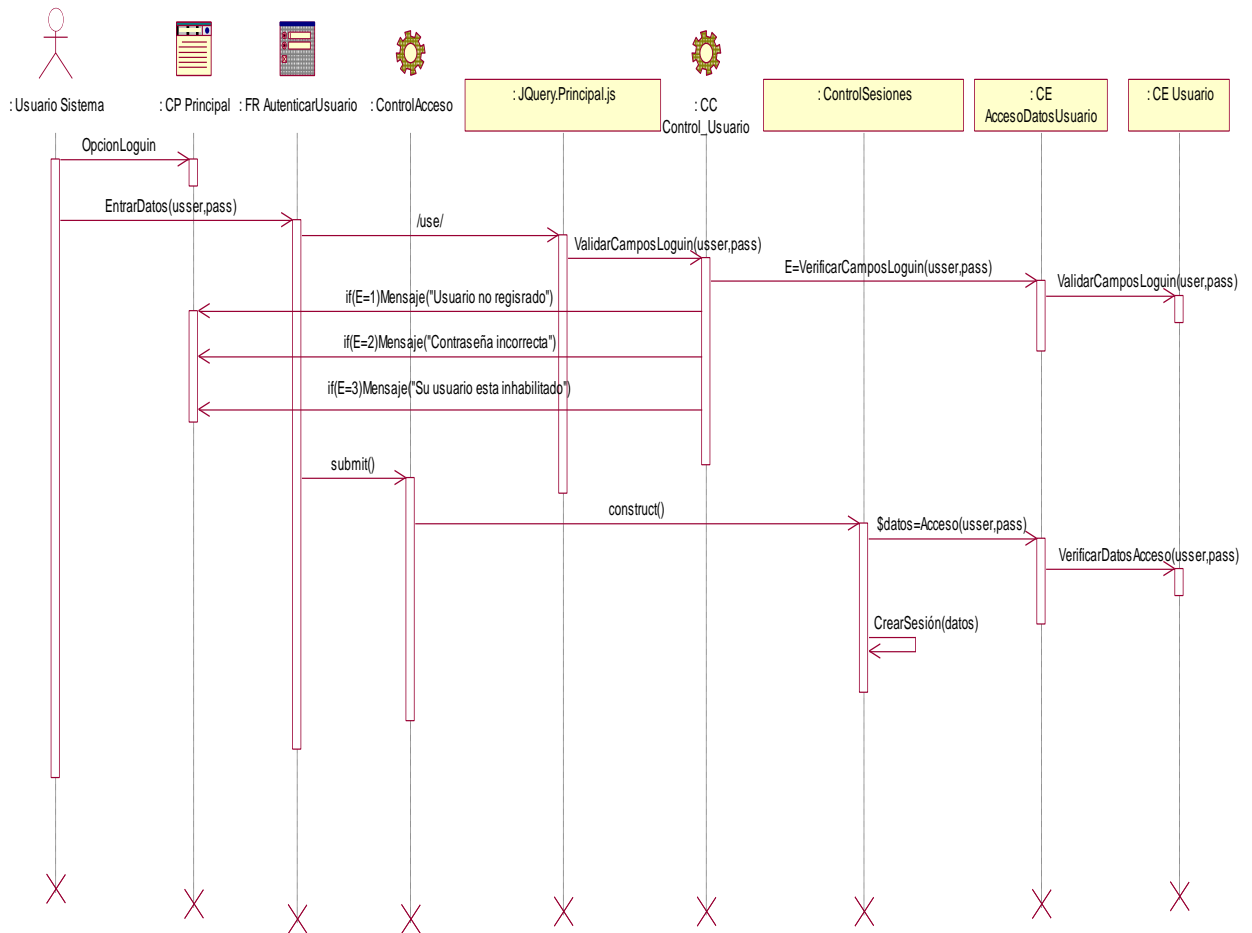 : Usuario Sistema
: CP Principal
: FR AutenticarUsuario
: ControlAcceso
: JQuery.Principal.js
: CC
Control_Usuario
: ControlSesiones
: CE
AccesoDatosUsuario
: CE Usuario
OpcionLoguin
EntrarDatos(usser,pass)
/use/
ValidarCamposLoguin(usser,pass)
E=VerificarCamposLoguin(usser,pass)
ValidarCamposLoguin(user,pass)
if(E=1)Mensaje("Usuario no regisrado")
if(E=2)Mensaje("Contraseña incorrecta")
if(E=3)Mensaje("Su usuario esta inhabilitado")
submit()
construct()
$datos=Acceso(usser,pass)
VerificarDatosAcceso(usser,pass)
CrearSesión(datos)